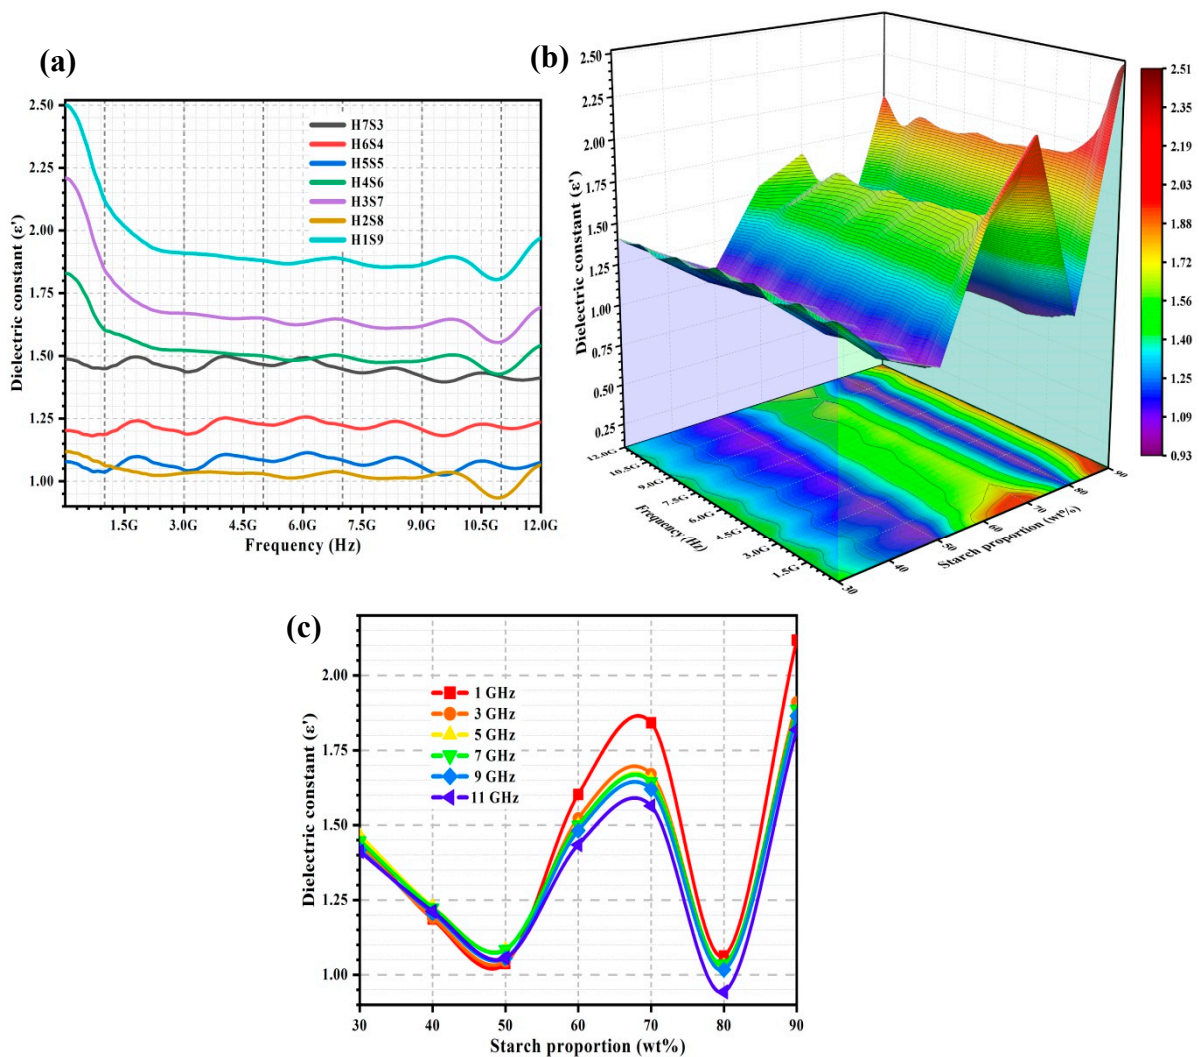 (a)
2.50
2.25
2.00
1.75
1.50
1.25
1.00
Dielectric constant (ε')
H7S3
H6S4
H5S5
H4S6
H3S7
H2S8
H1S9
1.5G 3.0G 4.5G 6.0G 7.5G 9.0G 10.5G 12.0G
Frequency (Hz)
(b)
2.50
2.25
2.00
1.75
1.50
1.25
1.00
0.75
0.50
0.25
Dielectric constant (ε')
12.0G 10.5G 9.0G 7.5G 6.0G 4.5G 3.0G 1.5G
Frequency (Hz)
30 40 50 60 70 80 90
Starch proportion (wt%)
2.51
2.35
2.19
2.03
1.88
1.72
1.56
1.40
1.25
1.09
0.93
(c)
2.00
1.75
1.50
1.25
1.00
Dielectric constant (ε')
1 GHz
3 GHz
5 GHz
7 GHz
9 GHz
11 GHz
30 40 50 60 70 80 90
Starch proportion (wt%)